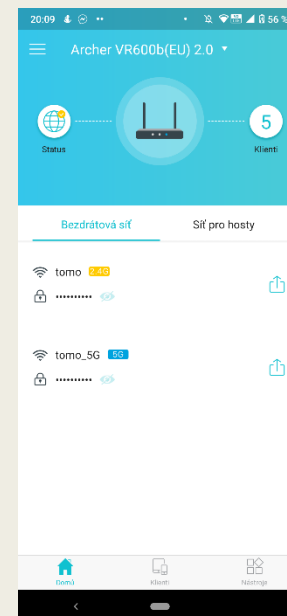 20:09 56 %
Archer VR600b(EU) 2.0
5
Status Klienti
Bezdrátová síť Síť pro hosty
tomo 2.4G
••••••••••
tomo_5G 5G
••••••••••
Domů Klienti Nástroje